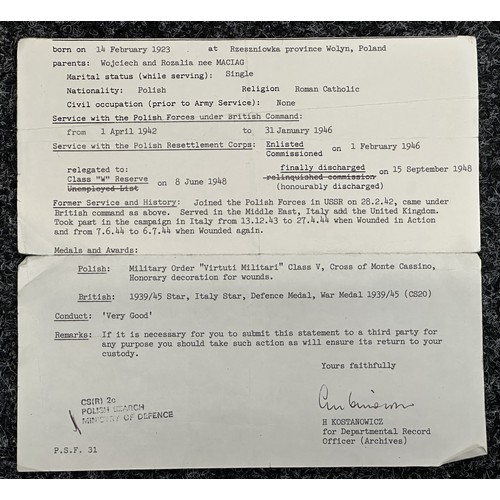 born on 14 February 1923 at Rzeszniowka province Wolyn, Poland
parents: Wojciech and Rozalia nee MACIAG
Marital status (while serving): Single
Nationality: Polish Religion Roman Catholic
Civil occupation (prior to Army Service): None
Service with the Polish Forces under British Command:
from 1 April 1942 to 31 January 1946
Service with the Polish Resettlement Corps: Enlisted on 1 February 1946
Commissioned
relegated to: finally discharged on 15 September 1948
Class "W" Reserve on 8 June 1948 relinquished commission
Unemployed List (honourably discharged)
Former Service and History: Joined the Polish Forces in USSR on 28.2.42, came under
British command as above. Served in the Middle East, Italy and the United Kingdom.
Took part in the campaign in Italy from 13.12.43 to 27.4.44 when Wounded in Action
and from 7.6.44 to 6.7.44 when Wounded again.
Medals and Awards:
Polish: Military Order "Virtuti Militari" Class V, Cross of Monte Cassino,
Honorary decoration for wounds.
British: 1939/45 Star, Italy Star, Defence Medal, War Medal 1939/45 (CS20)
Conduct: 'Very Good'
Remarks: If it is necessary for you to submit this statement to a third party for
any purpose you should take such action as will ensure its return to your
custody.
Yours faithfully
CS(R) 2c
POLISH SEARCH
MINISTRY OF DEFENCE
H KOSTANOWICZ
for Departmental Record
Officer (Archives)
P.S.F. 31